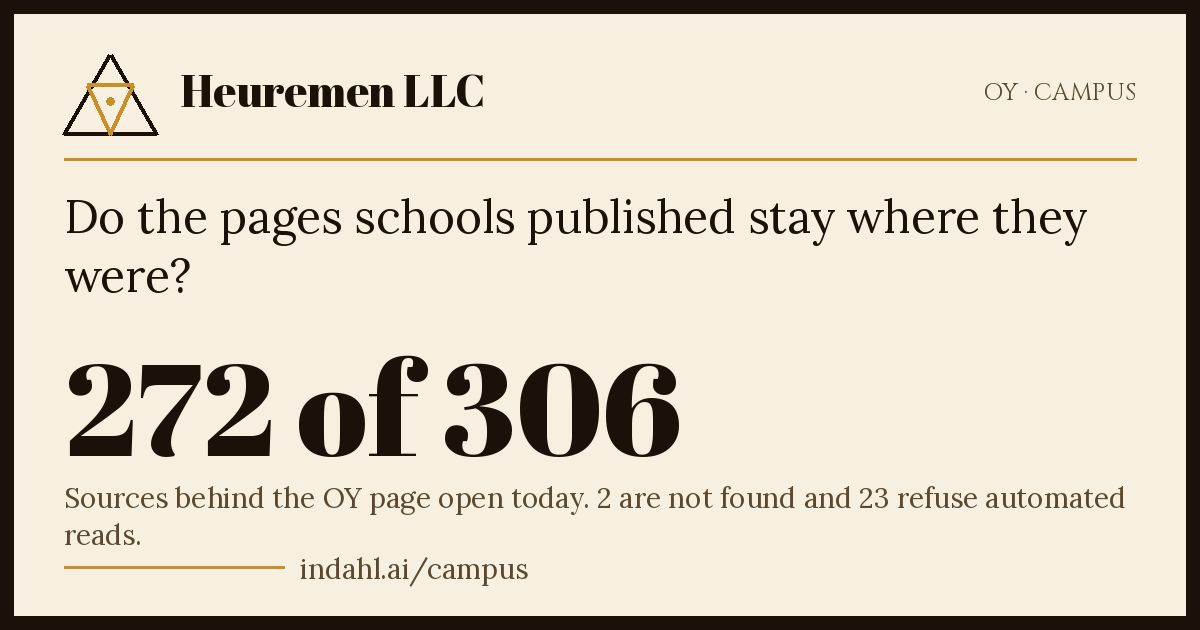 Heuremen LLC
OY · CAMPUS
Do the pages schools published stay where they
were?
272 of 306
Sources behind the OY page open today. 2 are not found and 23 refuse automated
reads.
indahl.ai/campus